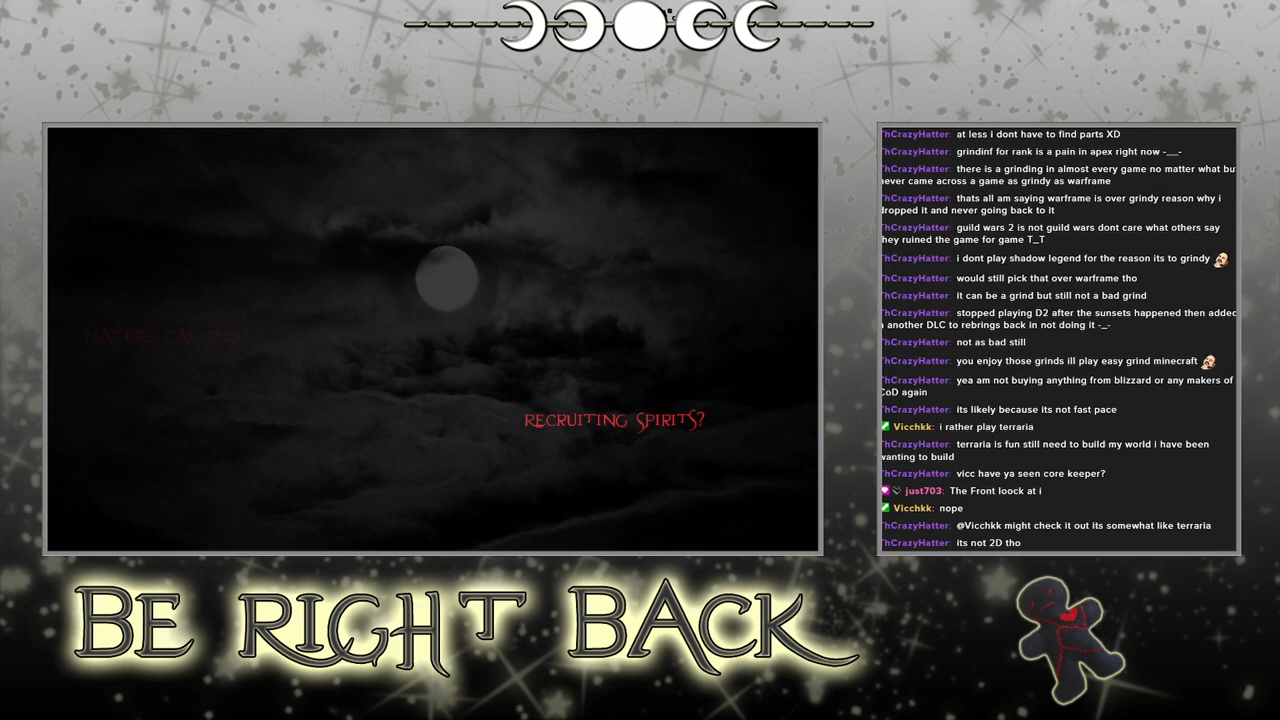 NATURE CALLING?
RECRUITING SPIRITS?
hCrazyHatter: at less i dont have to find parts XD
hCrazyHatter: grindinf for rank is a pain in apex right now -__-
hCrazyHatter: there is a grinding in almost every game no matter what bu
never came across a game as grindy as warframe
hCrazyHatter: thats all am saying warframe is over grindy reason why i
dropped it and never going back to it
hCrazyHatter: guild wars 2 is not guild wars dont care what others say
hey ruined the game for game T_T
hCrazyHatter: i dont play shadow legend for the reason its to grindy
hCrazyHatter: would still pick that over warframe tho
hCrazyHatter: it can be a grind but still not a bad grind
hCrazyHatter: stopped playing D2 after the sunsets happened then added
another DLC to rebrings back in not doing it -_-
hCrazyHatter: not as bad still
hCrazyHatter: you enjoy those grinds ill play easy grind minecraft
hCrazyHatter: yea am not buying anything from blizzard or any makers of
CoD again
hCrazyHatter: its likely because its not fast pace
Vicchkk: i rather play terraria
hCrazyHatter: terraria is fun still need to build my world i have been
wanting to build
hCrazyHatter: vicc have ya seen core keeper?
just703: The Front loock at i
Vicchkk: nope
hCrazyHatter: @Vicchkk might check it out its somewhat like terraria
hCrazyHatter: its not 2D tho
BE RIGHT BACK